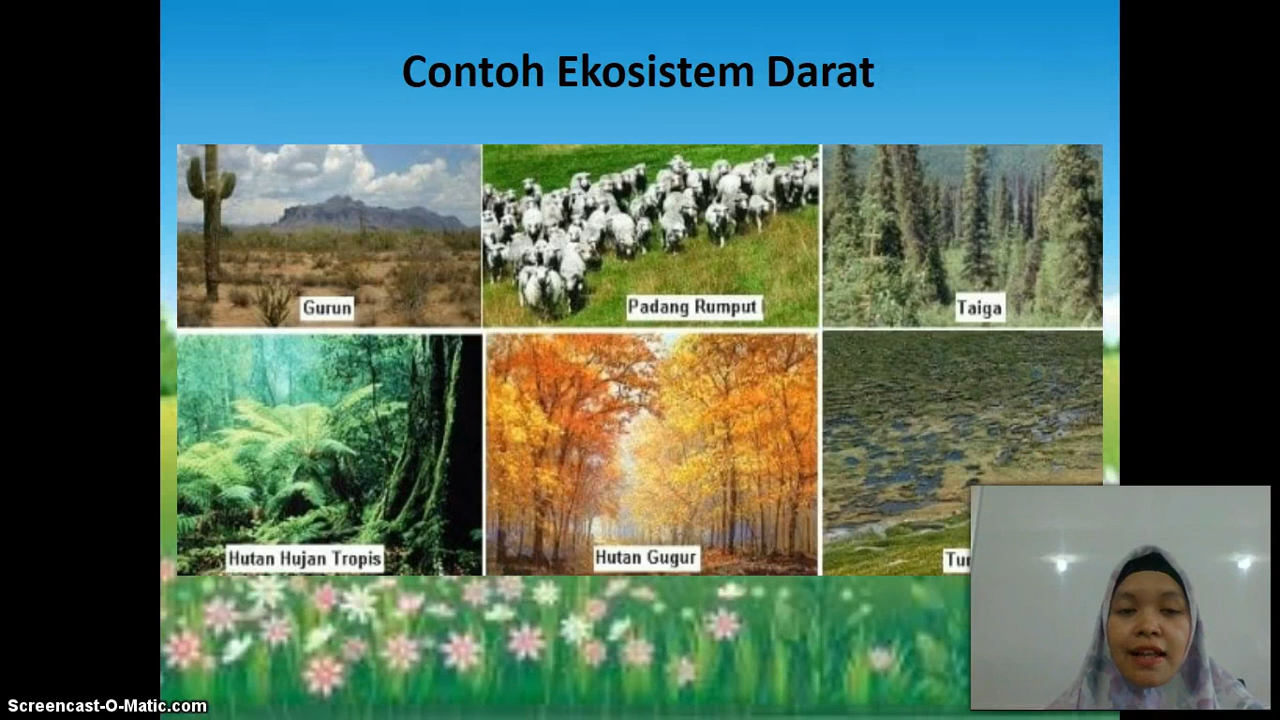 Contoh Ekosistem Darat
Gurun
Padang Rumput
Taiga
Hutan Hujan Tropis
Hutan Gugur
Screencast-O-Matic.com